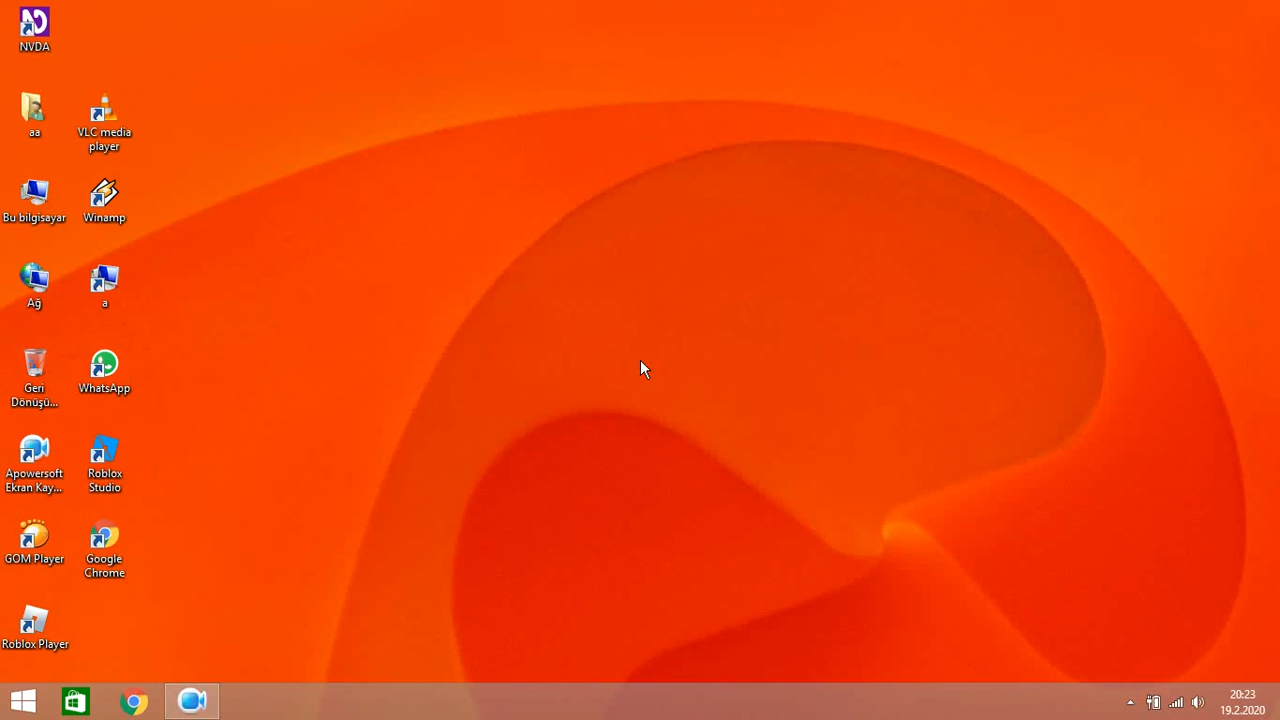 NVDA
aa
VLC media
player
Bu bilgisayar
Winamp
Ağ
a
Geri
Dönüşü...
WhatsApp
Apowersoft
Ekran Kay...
Roblox
Studio
GOM Player
Google
Chrome
Roblox Player
20:23
19.2.2020